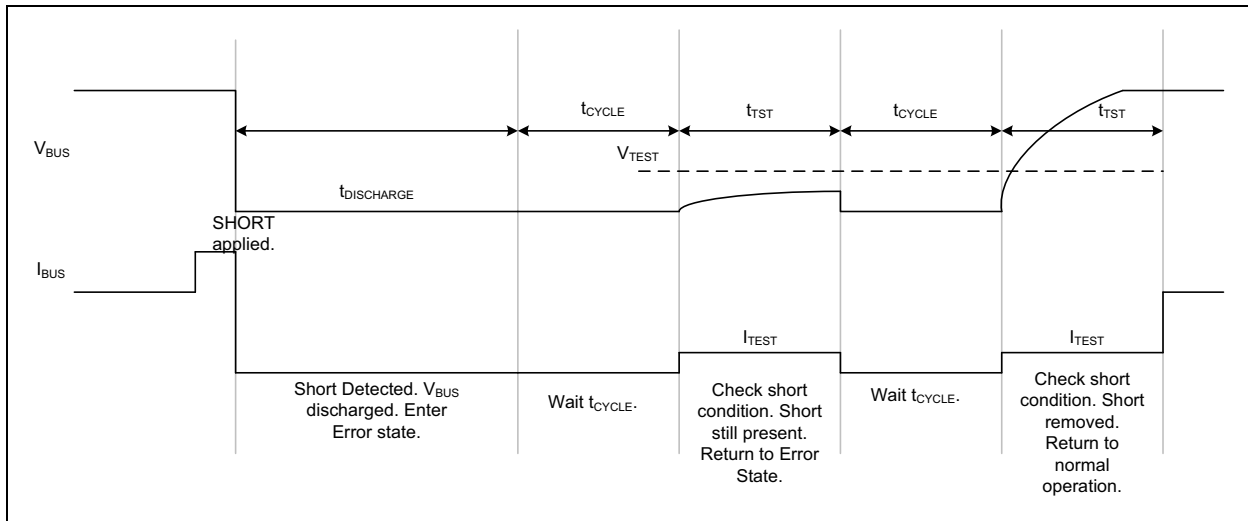 tCYCLE
tTST
tCYCLE
tTST
VBUS
VTEST
tDISCHARGE
SHORT
applied.
IBUS
ITEST
ITEST
Short Detected. VBUS
discharged. Enter
Error state.
Wait tCYCLE.
Check short
condition. Short
still present.
Return to Error
State.
Wait tCYCLE.
Check short
condition. Short
removed.
Return to
normal
operation.